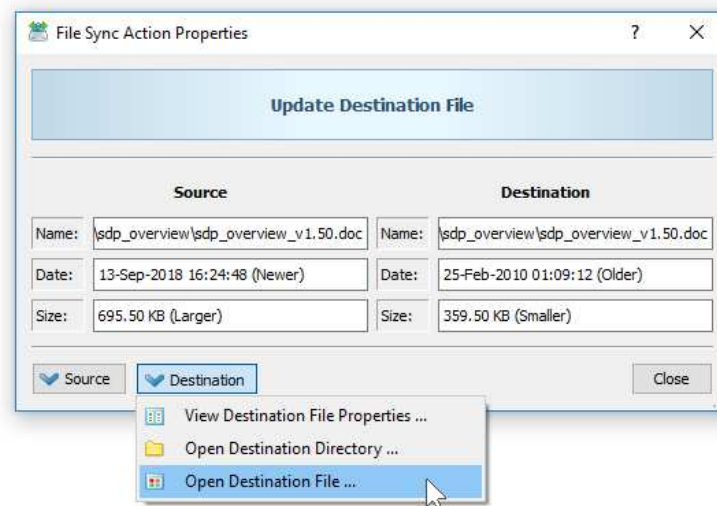 File Sync Action Properties ? X
Update Destination File
Source Destination
Name: \sdp_overview\sdp_overview_v1.50.doc Name: \sdp_overview\sdp_overview_v1.50.doc
Date: 13-Sep-2018 16:24:48 (Newer) Date: 25-Feb-2010 01:09:12 (Older)
Size: 695.50 KB (Larger) Size: 359.50 KB (Smaller)
Source Destination Close
View Destination File Properties ...
Open Destination Directory ...
Open Destination File ...